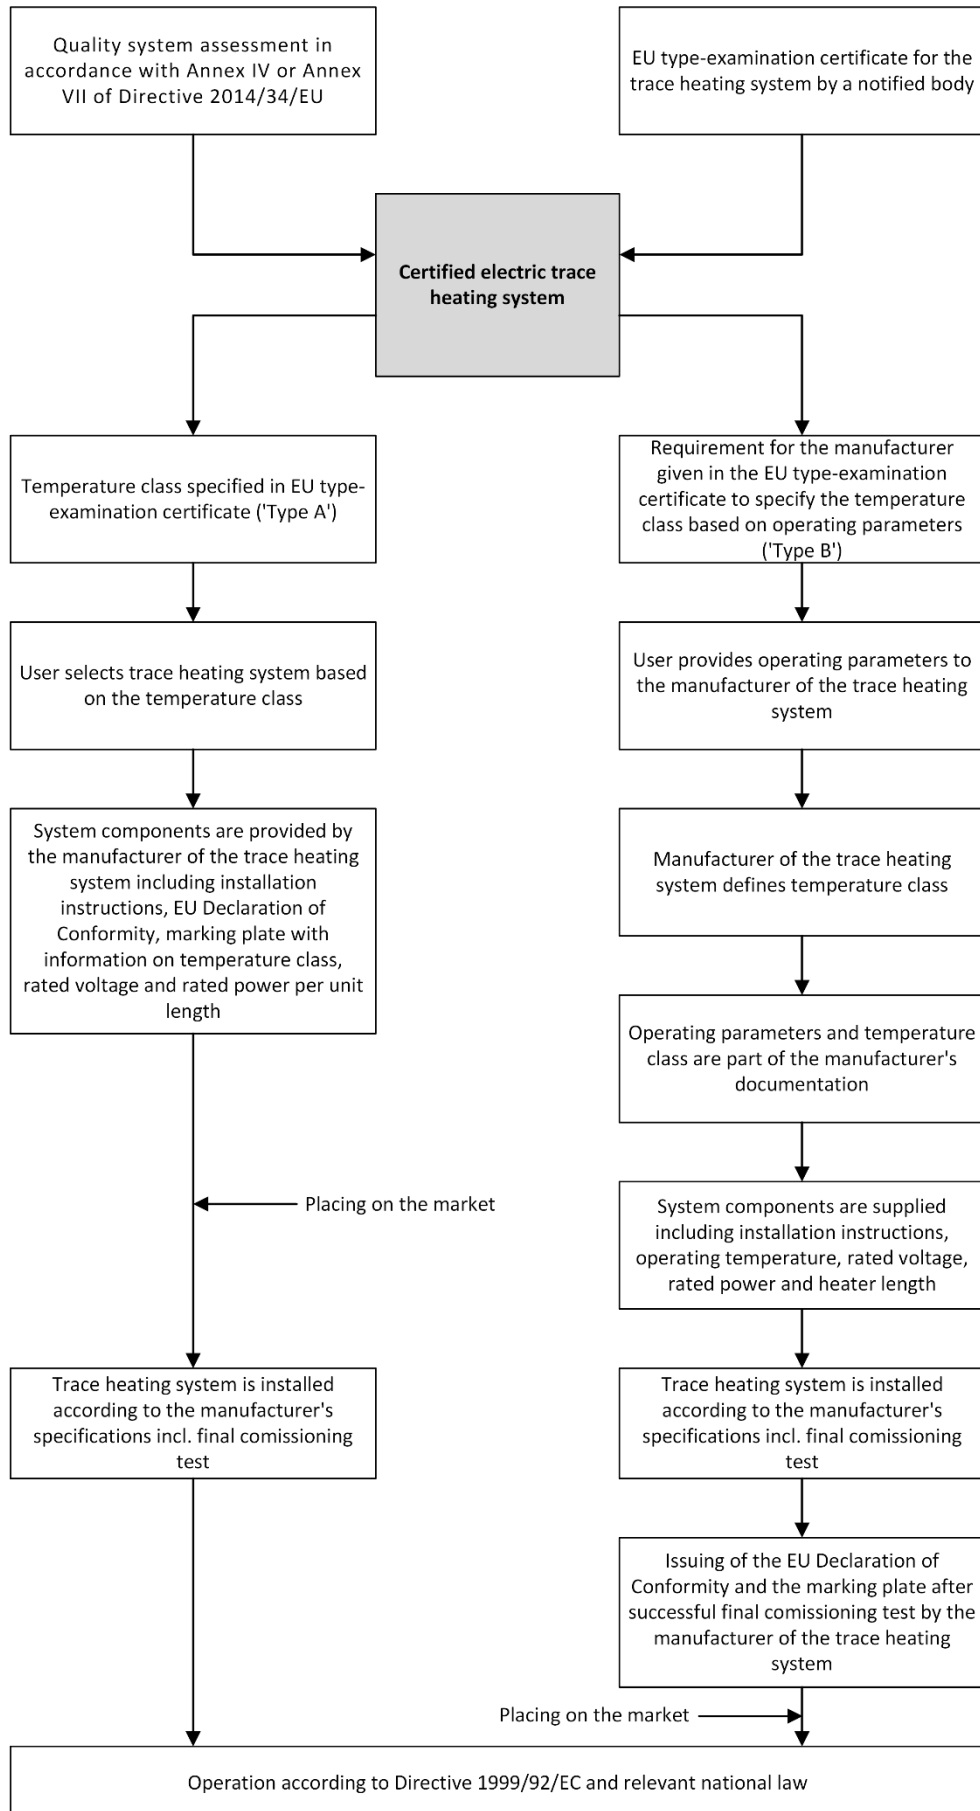 Quality system assessment in
accordance with Annex IV or Annex
VII of Directive 2014/34/EU
EU type-examination certificate for the
trace heating system by a notified body
Certified electric trace
heating system
Temperature class specified in EU type-
examination certificate ('Type A')
Requirement for the manufacturer
given in the EU type-examination
certificate to specify the temperature
class based on operating parameters
('Type B')
User selects trace heating system based
on the temperature class
User provides operating parameters to
the manufacturer of the trace heating
system
System components are provided by
the manufacturer of the trace heating
system including installation
instructions, EU Declaration of
Conformity, marking plate with
information on temperature class,
rated voltage and rated power per unit
length
Manufacturer of the trace heating
system defines temperature class
Operating parameters and temperature
class are part of the manufacturer's
documentation
Placing on the market
System components are supplied
including installation instructions,
operating temperature, rated voltage,
rated power and heater length
Trace heating system is installed
according to the manufacturer's
specifications incl. final comissioning
test
Trace heating system is installed
according to the manufacturer's
specifications incl. final comissioning
test
Issuing of the EU Declaration of
Conformity and the marking plate after
successful final comissioning test by the
manufacturer of the trace heating
system
Placing on the market
Operation according to Directive 1999/92/EC and relevant national law